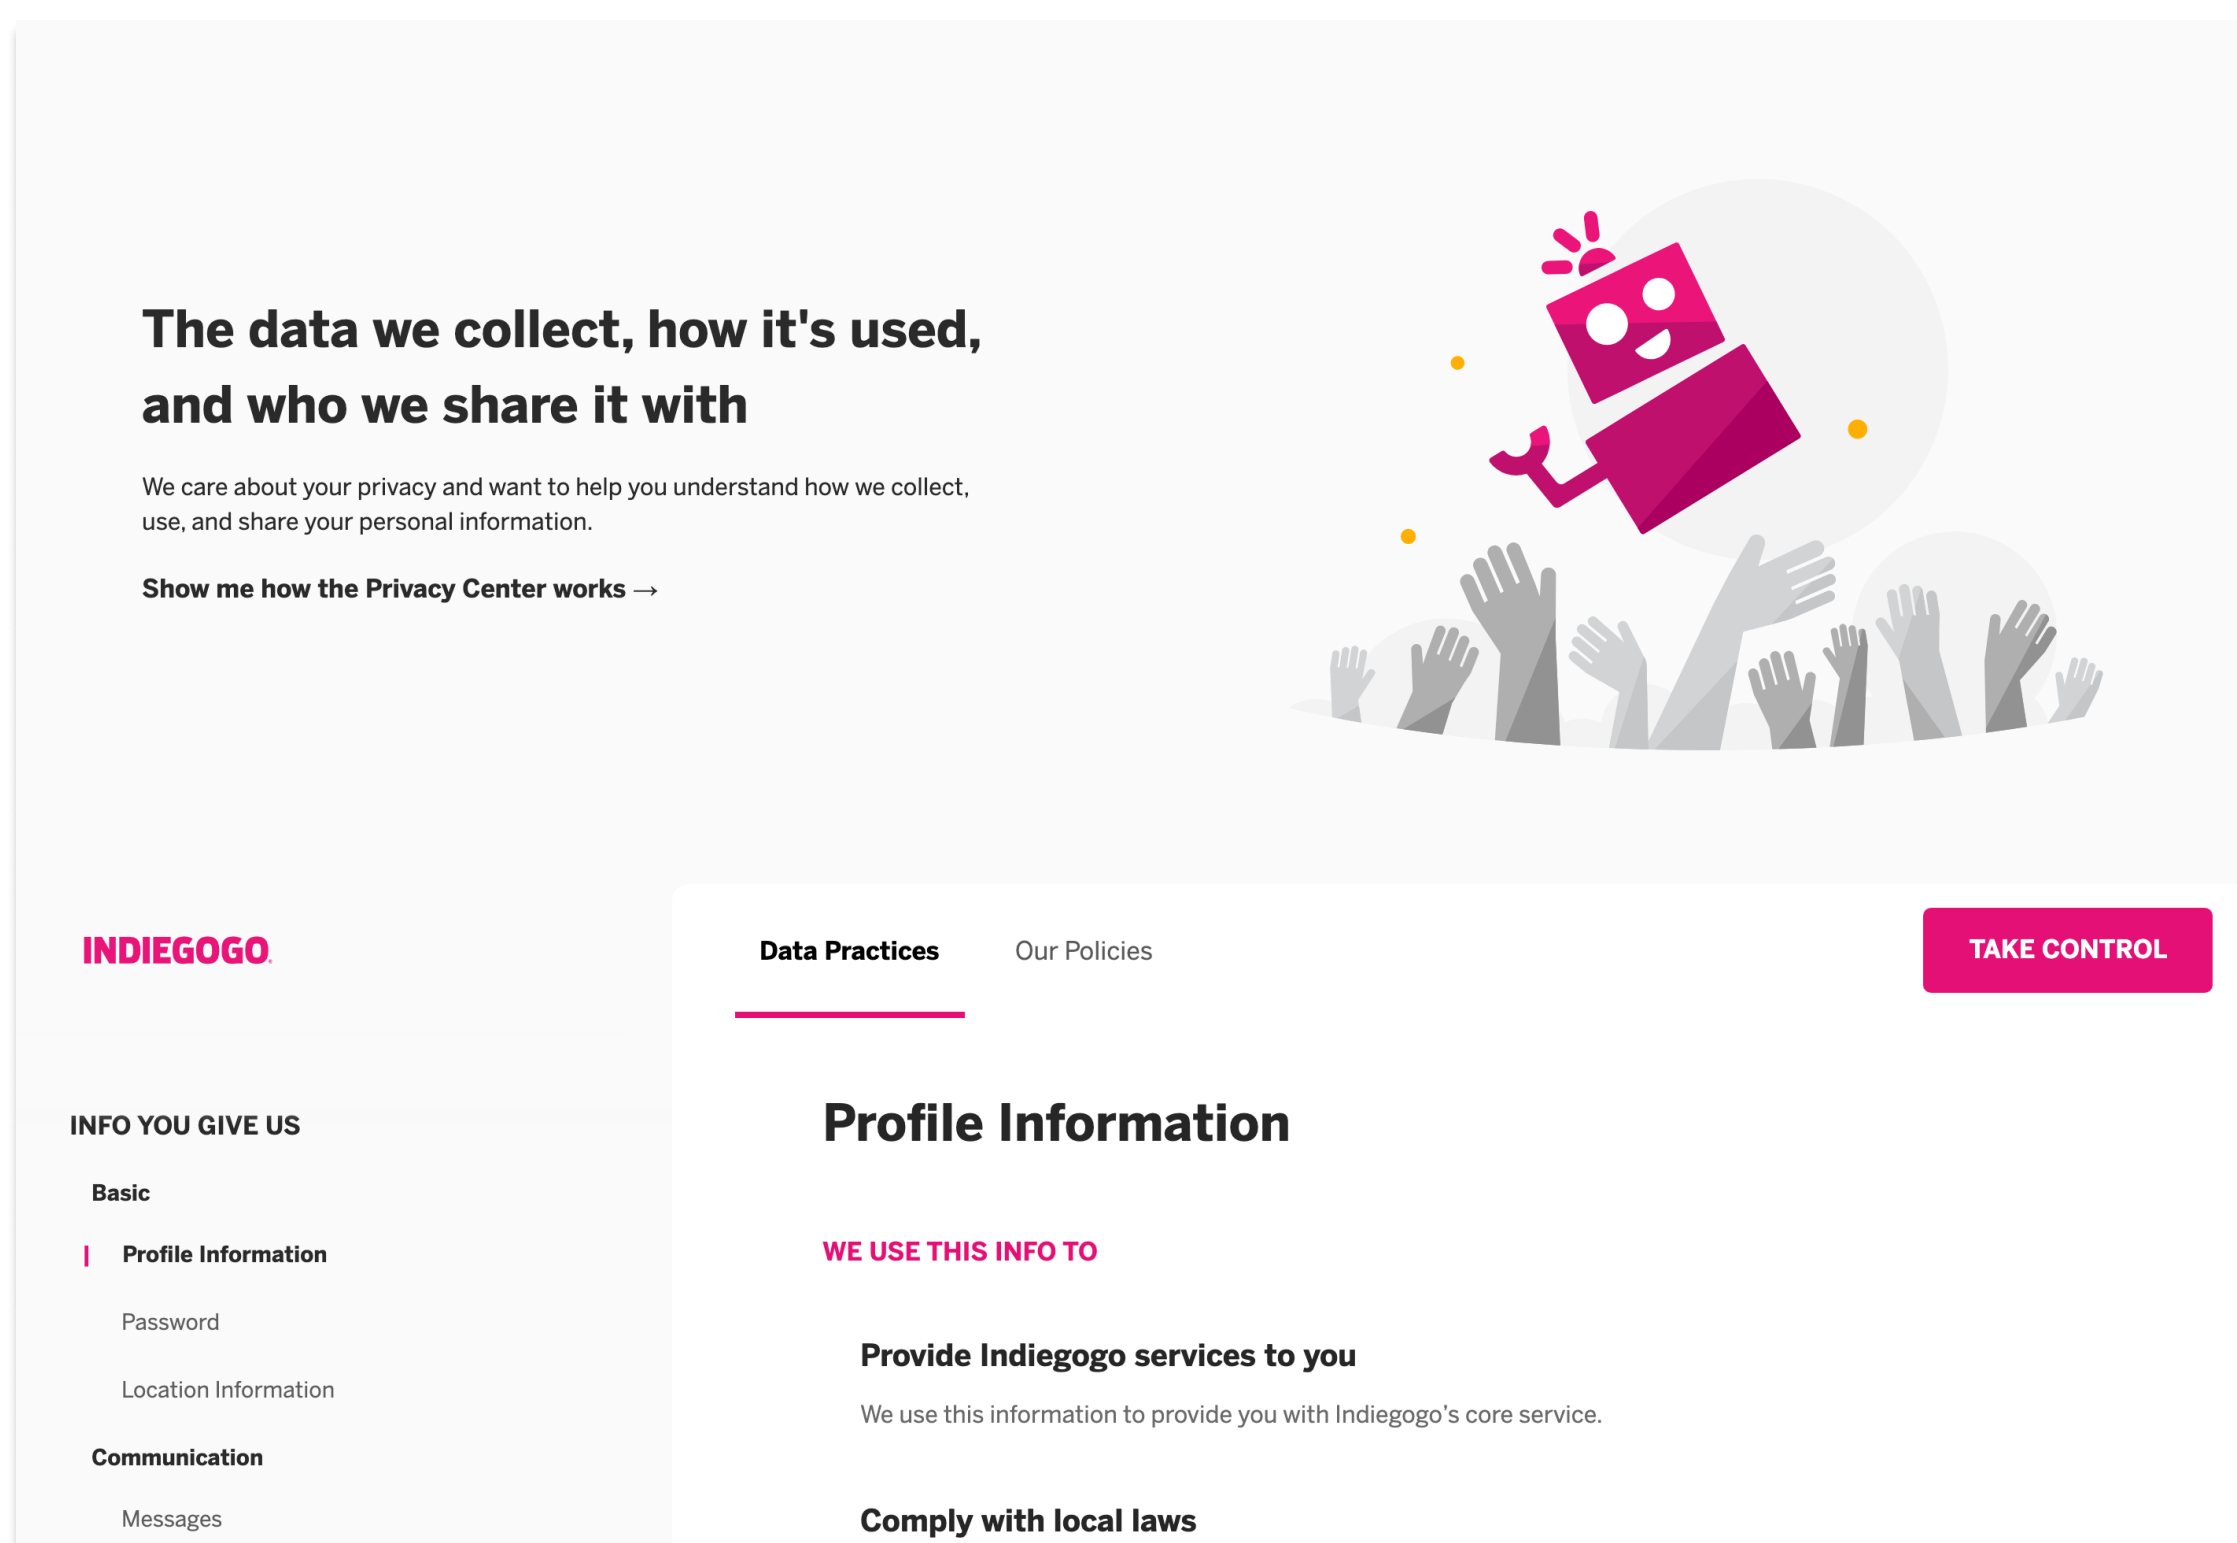 The data we collect, how it's used,
and who we share it with
We care about your privacy and want to help you understand how we collect,
use, and share your personal information.
Show me how the Privacy Center works →
INDIEGOGO
Data Practices
Our Policies
TAKE CONTROL
INFO YOU GIVE US
Basic
Profile Information
Password
Location Information
Communication
Messages
Profile Information
WE USE THIS INFO TO
Provide Indiegogo services to you
We use this information to provide you with Indiegogo’s core service.
Comply with local laws